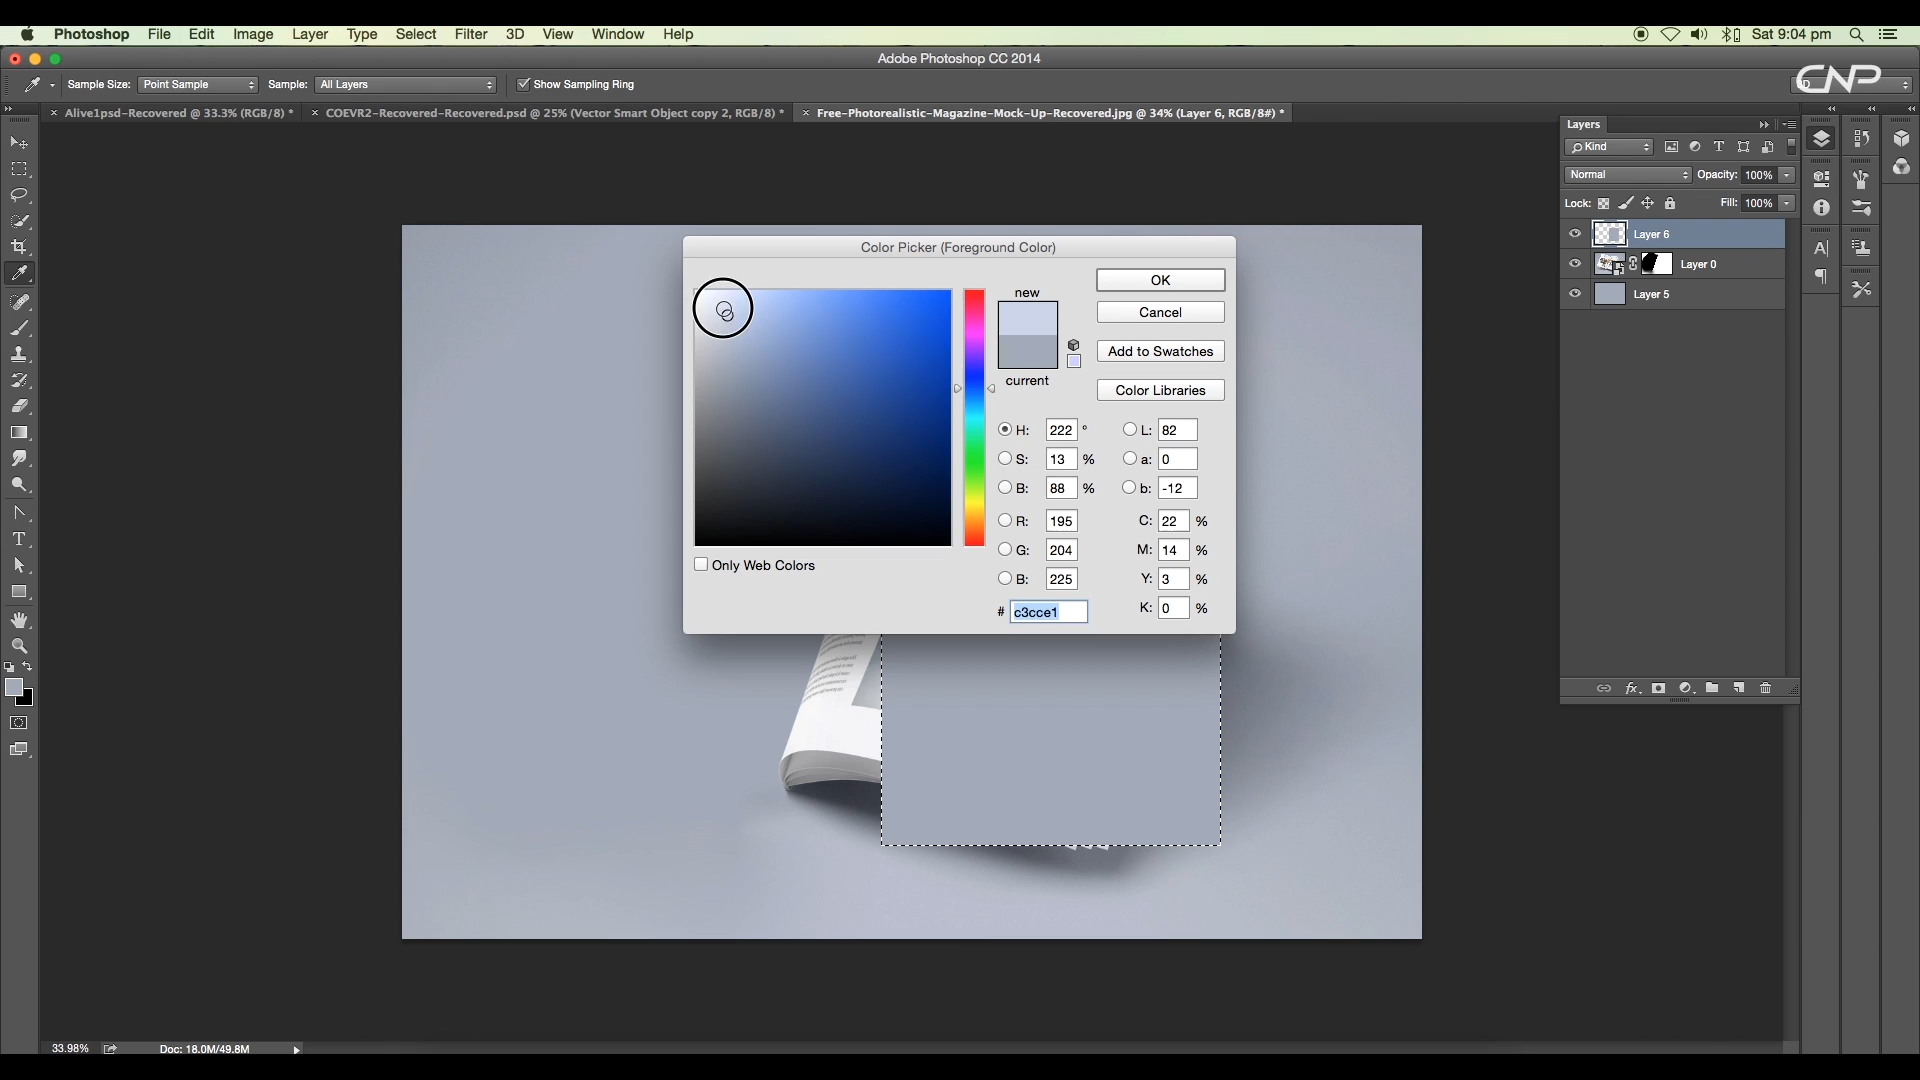 Photoshop File Edit Image Layer Type Select Filter 3D View Window Help Sat 9:04 pm
Adobe Photoshop CC 2014
Sample Size: Point Sample Sample: All Layers Show Sampling Ring
CNP
Alive1psd-Recovered @ 33.3% (RGB/8) * COEVR2-Recovered-Recovered.psd @ 25% (Vector Smart Object copy 2, RGB/8) * Free-Photorealistic-Magazine-Mock-Up-Recovered.jpg @ 34% (Layer 6, RGB/8#) *
Layers
Kind
Normal Opacity: 100%
Lock: Fill: 100%
Layer 6
Layer 0
Layer 5
Color Picker (Foreground Color)
new
current
OK
Cancel
Add to Swatches
Color Libraries
H: 222 ° L: 82
S: 13 % a: 0
B: 88 % b: -12
R: 195 C: 22 %
G: 204 M: 14 %
B: 225 Y: 3 %
# c3cce1 K: 0 %
Only Web Colors
33.98% Doc: 18.0M/49.8M